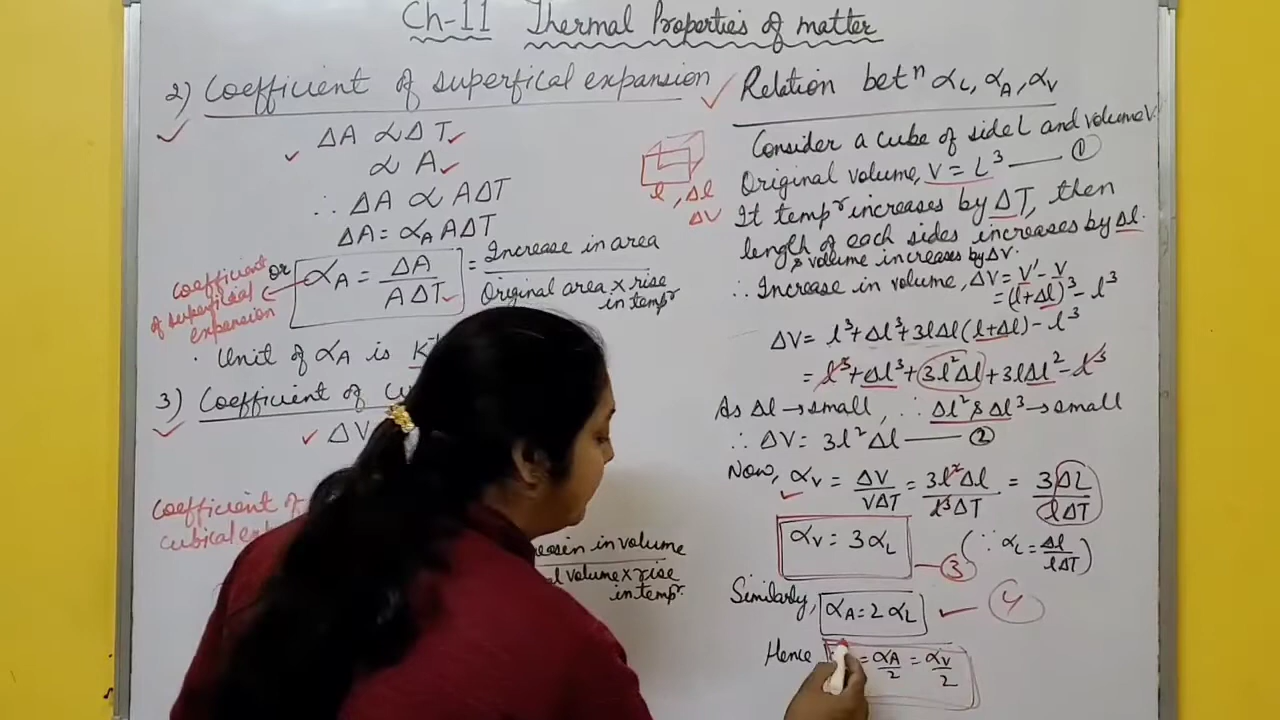 Ch-11 Thermal Properties of matter
2) Coefficient of superfical expansion
ΔA ∝ ΔT
∝ A
∴ ΔA ∝ AΔT
ΔA = α_A AΔT
or α_A = ΔA / AΔT = Increase in area / Original area × rise in tempʳ
coefficient
of superficial
expansion
· Unit of α_A is K⁻¹
3) Coefficient of
ΔV
Coefficient of
cubical
in volume
volume × rise
in tempʳ
Relation betⁿ α_L, α_A, α_V
Consider a cube of side L and volume V.
Original volume, V = L³ —— ①
l, Δl
ΔV
If tempʳ increases by ΔT, then
length of each sides increases by Δl.
& volume increases by ΔV.
∴ Increase in volume, ΔV = V' - V
= (l+Δl)³ - l³
ΔV = l³ + Δl³ + 3lΔl(l+Δl) - l³
= l³ + Δl³ + 3l²Δl + 3lΔl² - l³
As Δl → small, ∴ Δl² & Δl³ → small
∴ ΔV = 3l²Δl —— ②
Now, α_V = ΔV / VΔT = 3l²Δl / l³ΔT = 3ΔL / lΔT
α_V = 3α_L — ③ (∵ α_L = Δl / lΔT)
Similarly, α_A = 2α_L 4
Hence = α_A / 2 = α_V / 2